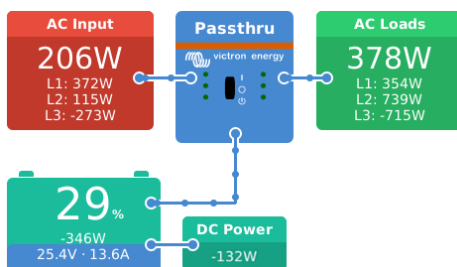 AC Input
206W
L1: 372W
L2: 115W
L3: -273W
Passthru
victron energy
I
AC Loads
378W
L1: 354W
L2: 739W
L3: -715W
29%
-346W
25.4V · 13.6A
DC Power
-132W